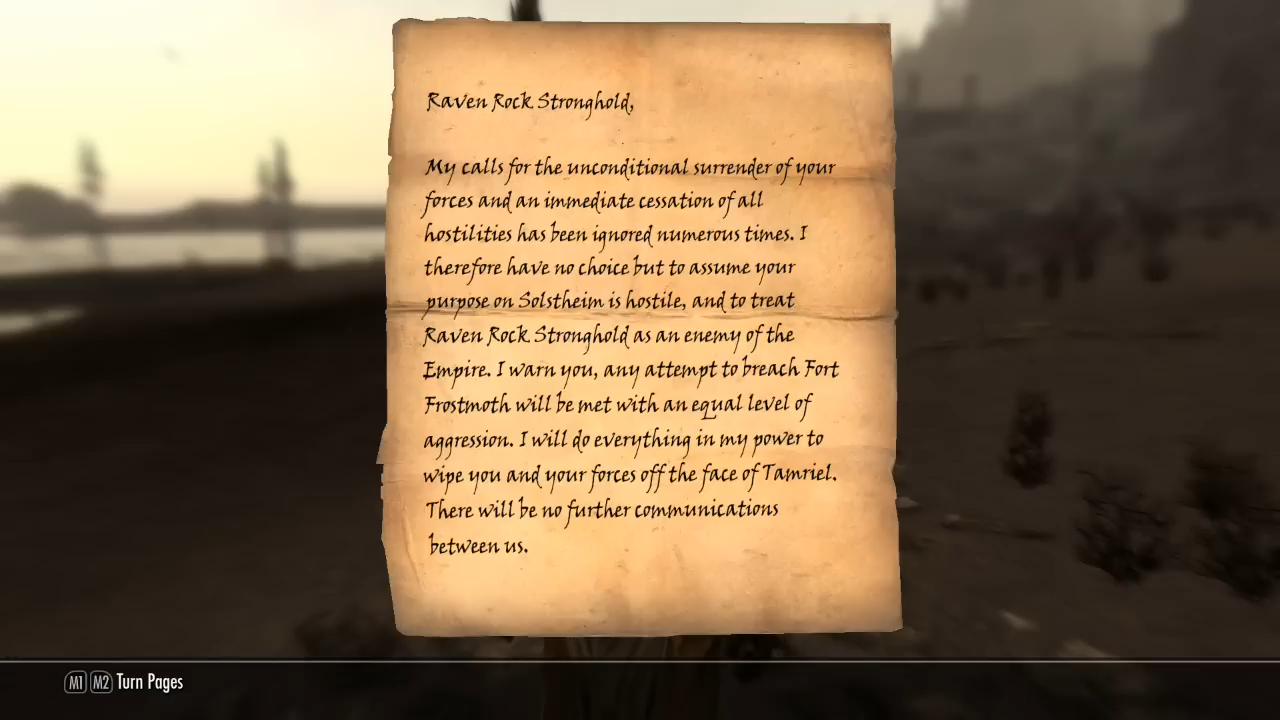 Raven Rock Stronghold,
My calls for the unconditional surrender of your
forces and an immediate cessation of all
hostilities has been ignored numerous times. I
therefore have no choice but to assume your
purpose on Solstheim is hostile, and to treat
Raven Rock Stronghold as an enemy of the
Empire. I warn you, any attempt to breach Fort
Frostmoth will be met with an equal level of
aggression. I will do everything in my power to
wipe you and your forces off the face of Tamriel.
There will be no further communications
between us.
M1 M2 Turn Pages